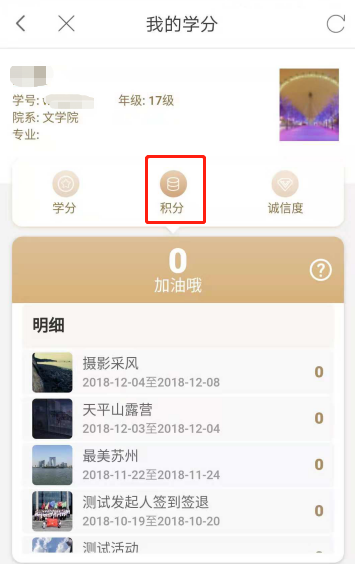 我的学分
学号: w
年级: 17级
院系: 文学院
专业:
学分
积分
诚信度
0
加油哦
?
明细
摄影采风
2018-12-04至2018-12-08
0
天平山露营
2018-12-03至2018-12-04
0
最美苏州
2018-11-22至2018-11-24
0
测试发起人签到签退
2018-10-19至2018-10-20
0
测试活动